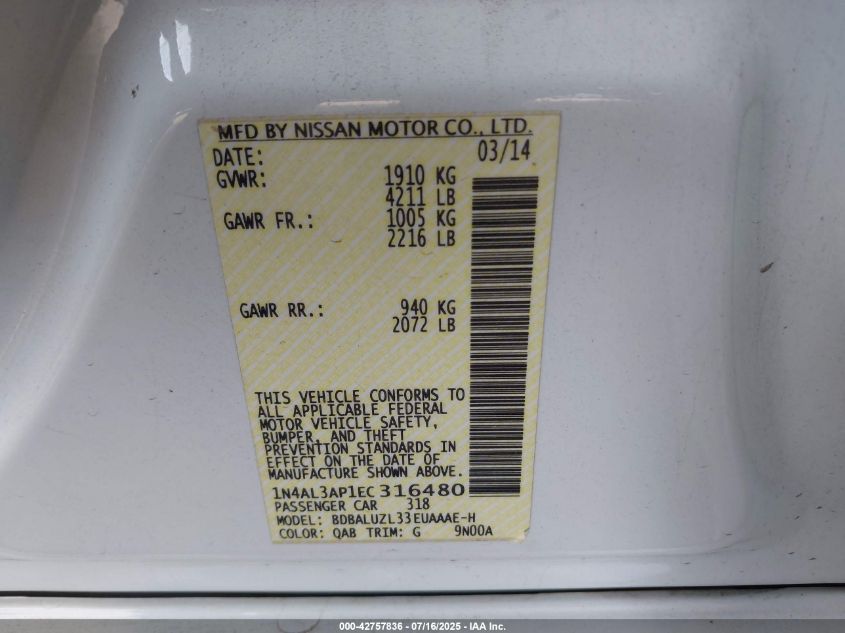 MFD BY NISSAN MOTOR CO., LTD.
DATE: 03/14
GVWR: 1910 KG
4211 LB
GAWR FR.: 1005 KG
2216 LB
GAWR RR.: 940 KG
2072 LB
THIS VEHICLE CONFORMS TO
ALL APPLICABLE FEDERAL
MOTOR VEHICLE SAFETY,
BUMPER, AND THEFT
PREVENTION STANDARDS IN
EFFECT ON THE DATE OF
MANUFACTURE SHOWN ABOVE.
1N4AL3AP1EC 316480
PASSENGER CAR 318
MODEL: BDBALUZL33EUAAAE-H
COLOR: QAB TRIM: G 9N00A
000-42757836 - 07/16/2025 - IAA Inc.